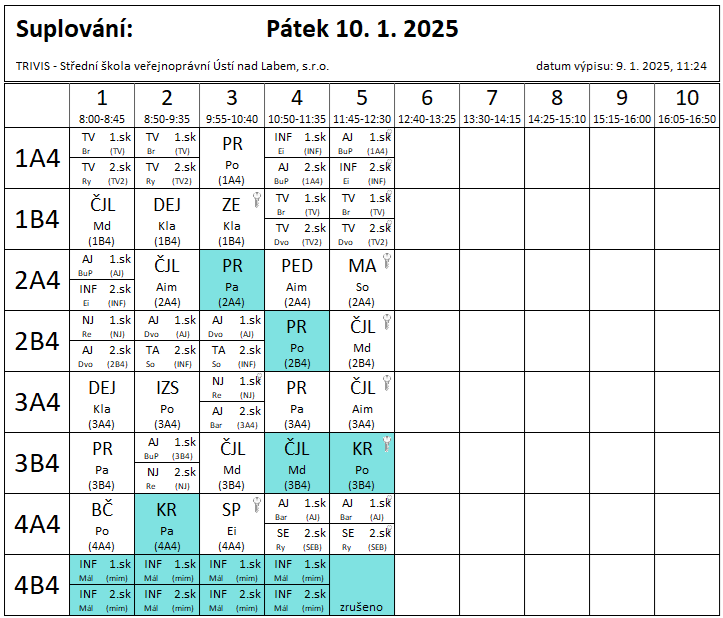 Suplování: Pátek 10. 1. 2025
TRIVIS - Střední škola veřejnoprávní Ústí nad Labem, s.r.o. datum výpisu: 9. 1. 2025, 11:24
1 2 3 4 5 6 7 8 9 10
8:00-8:45 8:50-9:35 9:55-10:40 10:50-11:35 11:45-12:30 12:40-13:25 13:30-14:15 14:25-15:10 15:15-16:00 16:05-16:50
1A4
TV 1.sk TV 1.sk PR INF 1.sk AJ 1.sk
Br (TV) Br (TV) Po Ei (INF) BuP (1A4)
TV 2.sk TV 2.sk (1A4) AJ 2.sk INF 2.sk
Ry (TV2) Ry (TV2) BuP (1A4) Ei (INF)
1B4
ČJL DEJ ZE TV 1.sk TV 1.sk
Md Kla Kla Br (TV) Br (TV)
(1B4) (1B4) (1B4) TV 2.sk TV 2.sk
Dvo (TV2) Dvo (TV2)
2A4
AJ 1.sk ČJL PR PED MA
BuP (AJ) Aim Pa Aim So
INF 2.sk (2A4) (2A4) (2A4) (2A4)
Ei (INF)
2B4
NJ 1.sk AJ 1.sk AJ 1.sk PR ČJL
Re (NJ) Dvo (AJ) Dvo (AJ) Po Md
AJ 2.sk TA 2.sk TA 2.sk (2B4) (2B4)
Dvo (2B4) So (INF) So (INF)
3A4
DEJ IZS NJ 1.sk PR ČJL
Kla Po Re (NJ) Pa Aim
(3A4) (3A4) AJ 2.sk (3A4) (3A4)
Bar (3A4)
3B4
PR AJ 1.sk ČJL ČJL KR
Pa BuP (3B4) Md Md Po
(3B4) NJ 2.sk (3B4) (3B4) (3B4)
Re (NJ)
4A4
BČ KR SP AJ 1.sk AJ 1.sk
Po Pa Ei Bar (AJ) Bar (AJ)
(4A4) (4A4) (4A4) SE 2.sk SE 2.sk
Ry (SEB) Ry (SEB)
4B4
INF 1.sk INF 1.sk INF 1.sk INF 1.sk
Mál (mim) Mál (mim) Mál (mim) Mál (mim)
INF 2.sk INF 2.sk INF 2.sk INF 2.sk
Mál (mim) Mál (mim) Mál (mim) Mál (mim) zrušeno